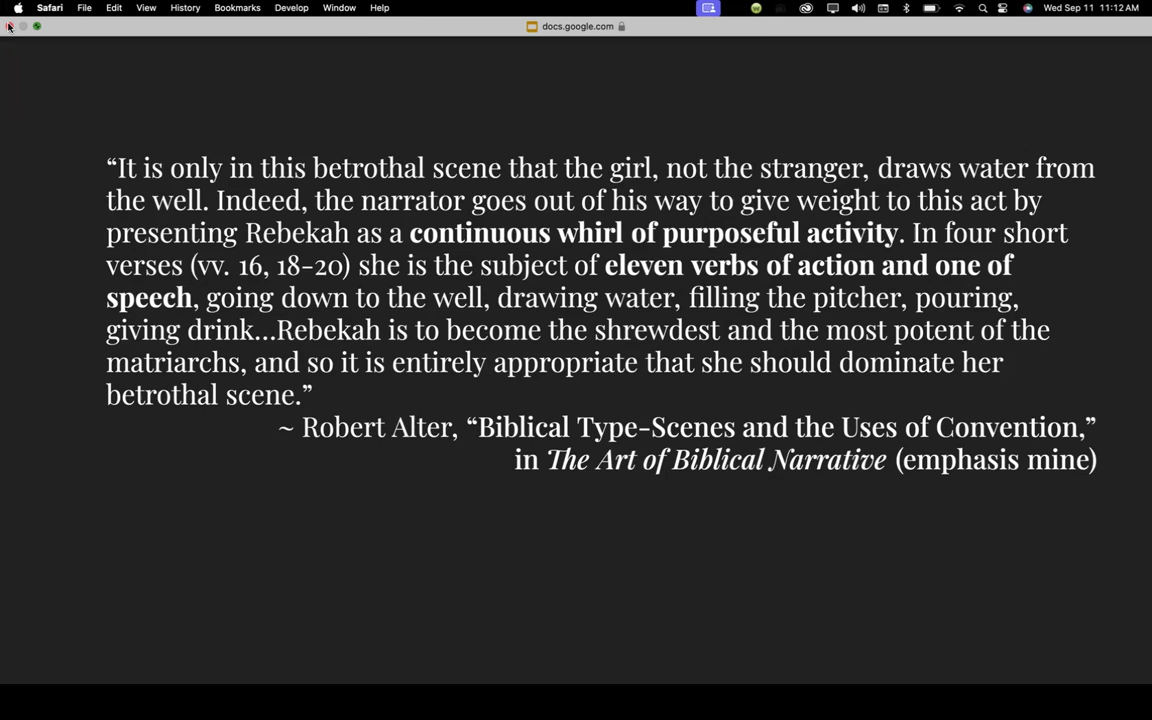 Safari File Edit View History Bookmarks Develop Window Help Wed Sep 11 11:12 AM
docs.google.com
“It is only in this betrothal scene that the girl, not the stranger, draws water from
the well. Indeed, the narrator goes out of his way to give weight to this act by
presenting Rebekah as a continuous whirl of purposeful activity. In four short
verses (vv. 16, 18-20) she is the subject of eleven verbs of action and one of
speech, going down to the well, drawing water, filling the pitcher, pouring,
giving drink...Rebekah is to become the shrewdest and the most potent of the
matriarchs, and so it is entirely appropriate that she should dominate her
betrothal scene.”
~ Robert Alter, “Biblical Type-Scenes and the Uses of Convention,”
in The Art of Biblical Narrative (emphasis mine)